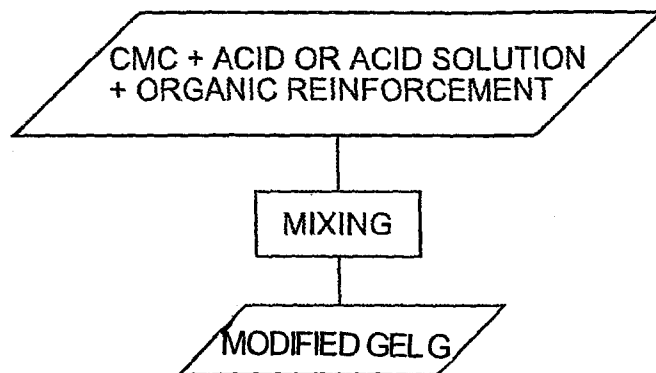 CMC + ACID OR ACID SOLUTION
+ ORGANIC REINFORCEMENT
MIXING
MODIFIED GEL G